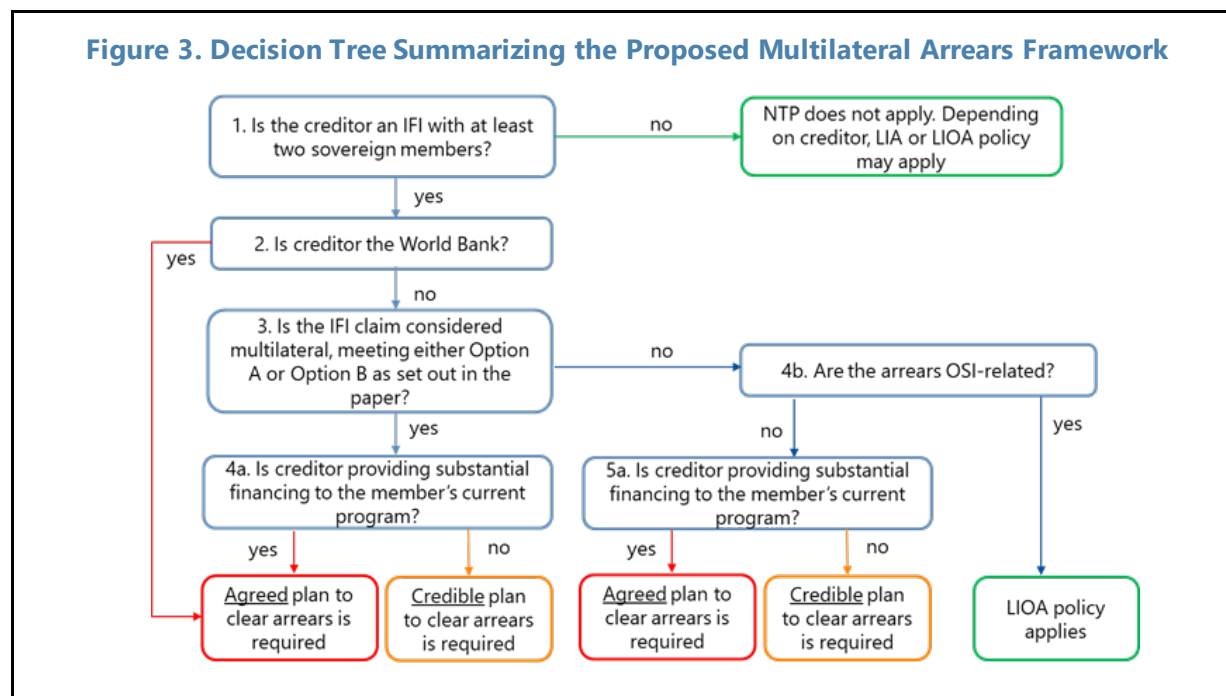 Figure 3. Decision Tree Summarizing the Proposed Multilateral Arrears Framework
1. Is the creditor an IFI with at least
two sovereign members?
no
NTP does not apply. Depending
on creditor, LIA or LIOA policy
may apply
yes
2. Is creditor the World Bank?
yes
no
3. Is the IFI claim considered
multilateral, meeting either Option
A or Option B as set out in the
paper?
no
4b. Are the arrears OSI-related?
yes
no
yes
4a. Is creditor providing substantial
financing to the member's current
program?
5a. Is creditor providing substantial
financing to the member's current
program?
yes
no
yes
no
Agreed plan to
clear arrears is
required
Credible plan
to clear arrears
is required
Agreed plan to
clear arrears is
required
Credible plan
to clear arrears
is required
LIOA policy
applies